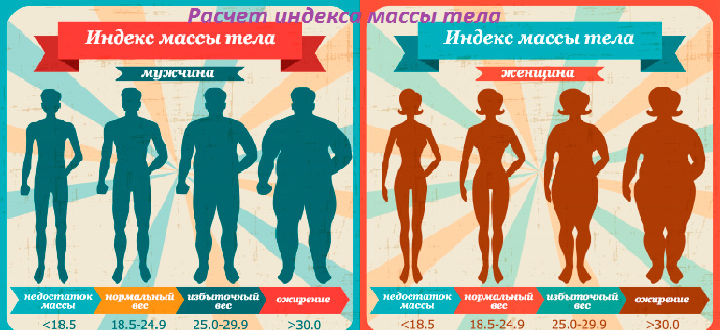 Расчет индекса массы тела
Индекс массы тела
мужчина
недостаток массы
нормальный вес
избыточный вес
ожирение
<18.5
18.5-24.9
25.0-29.9
>30.0
Индекс массы тела
женщина
недостаток массы
нормальный вес
избыточный вес
ожирение
<18.5
18.5-24.9
25.0-29.9
>30.0